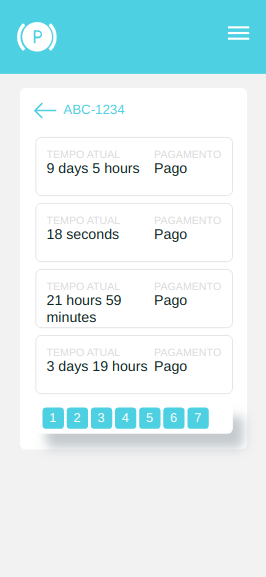 P
ABC-1234
TEMPO ATUAL PAGAMENTO
9 days 5 hours Pago
TEMPO ATUAL PAGAMENTO
18 seconds Pago
TEMPO ATUAL PAGAMENTO
21 hours 59 Pago
minutes
TEMPO ATUAL PAGAMENTO
3 days 19 hours Pago
1 2 3 4 5 6 7